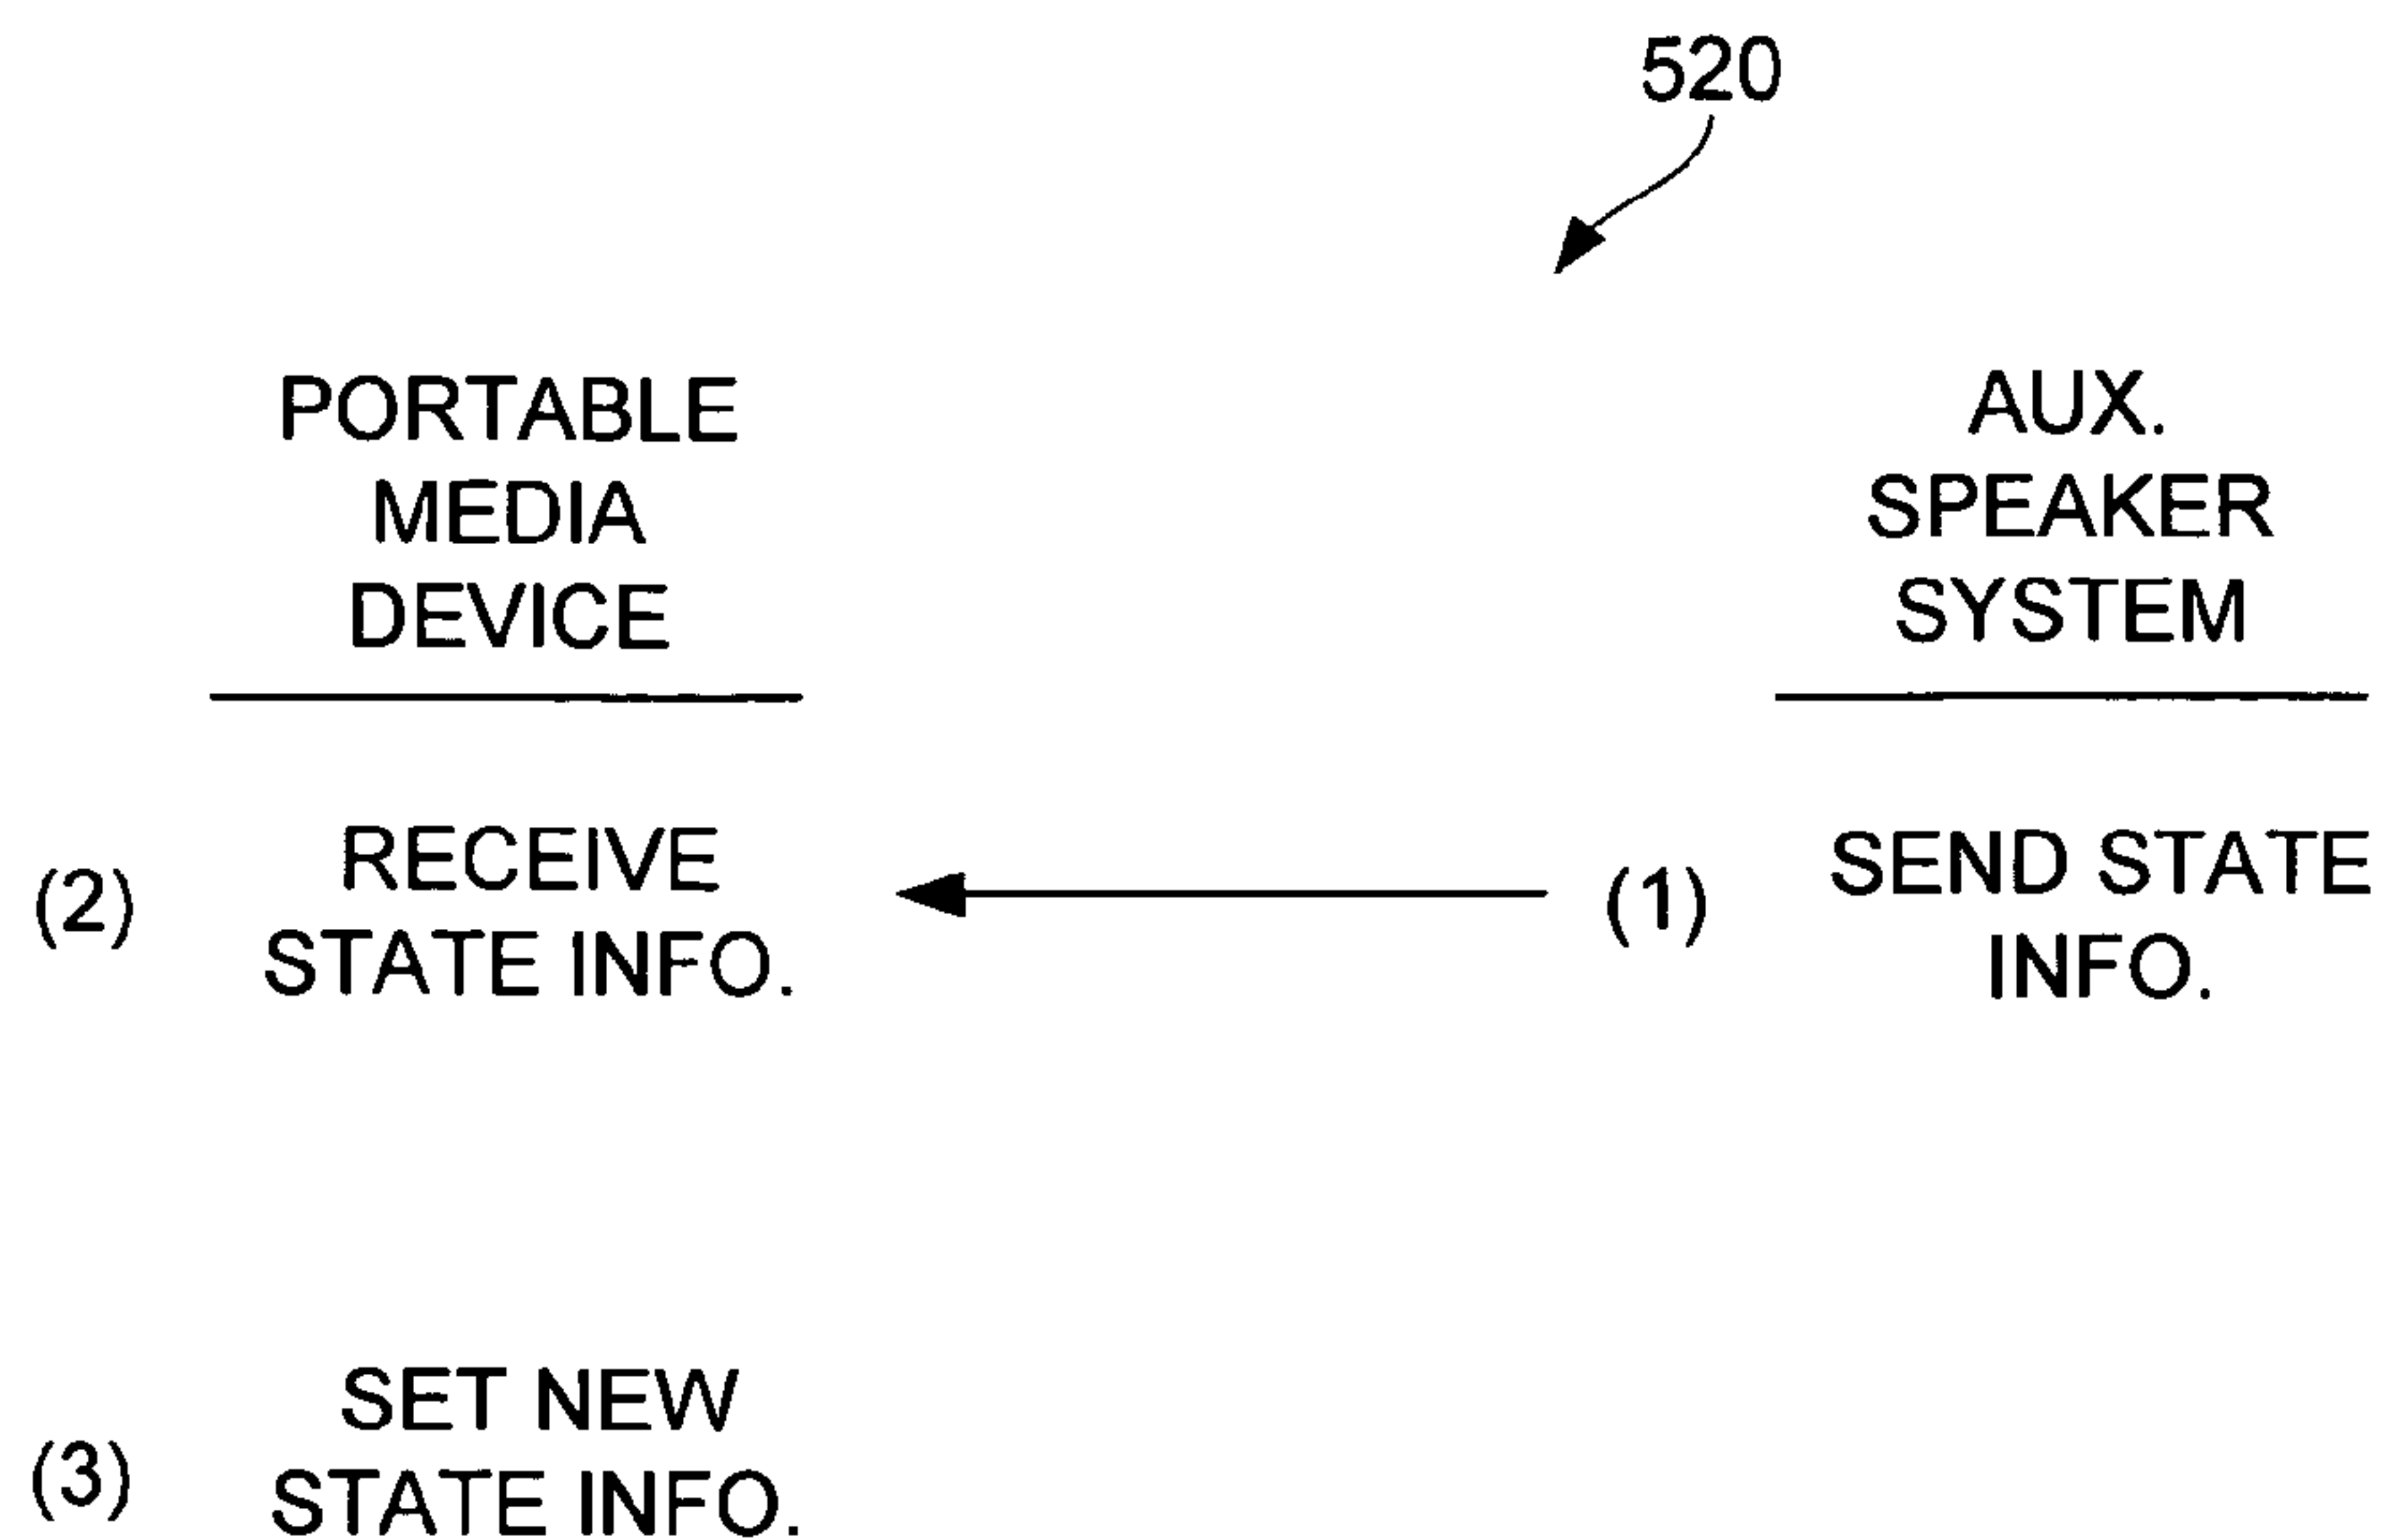 520
PORTABLE
MEDIA
DEVICE
AUX.
SPEAKER
SYSTEM
(2)
RECEIVE
STATE INFO.
(1)
SEND STATE
INFO.
(3)
SET NEW
STATE INFO.